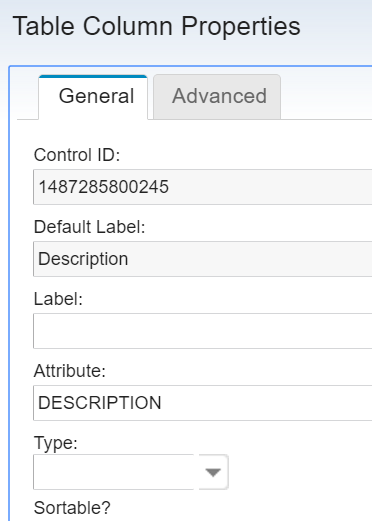 Table Column Properties
General Advanced
Control ID:
1487285800245
Default Label:
Description
Label:
Attribute:
DESCRIPTION
Type:
Sortable?